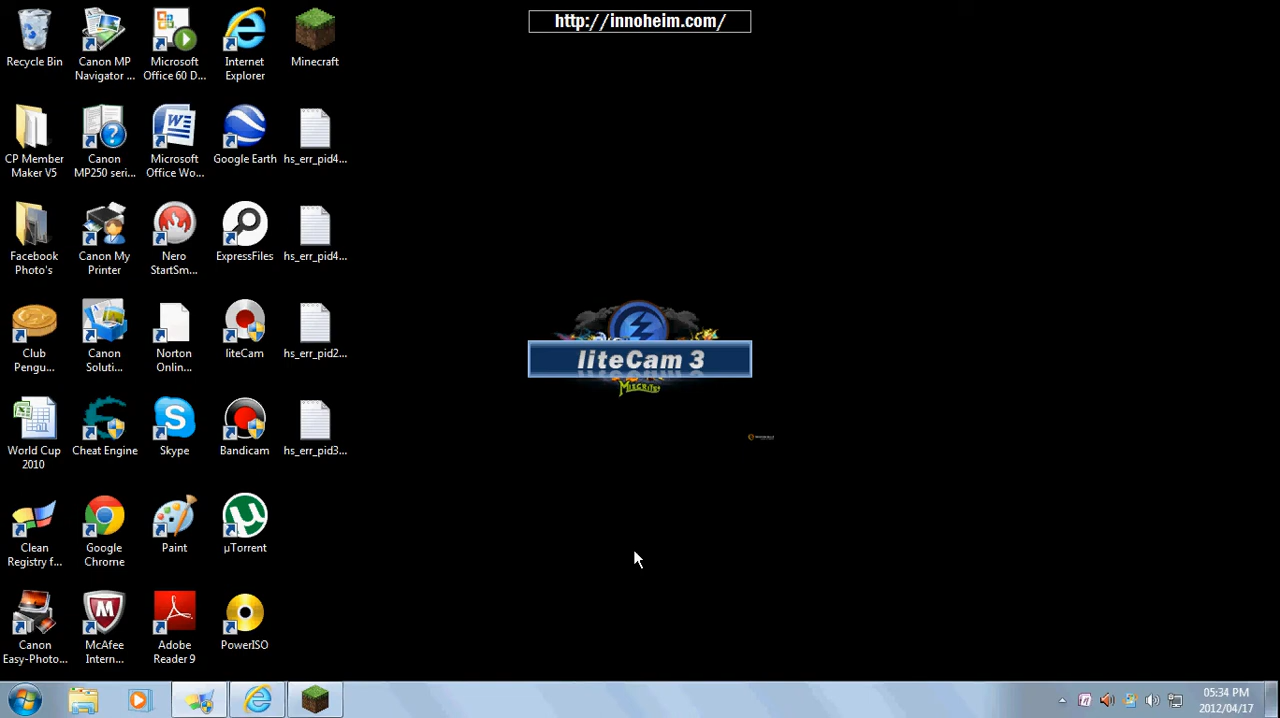 http://innoheim.com/
Recycle Bin
Canon MP
Navigator ...
Microsoft
Office 60 D...
Internet
Explorer
Minecraft
CP Member
Maker V5
Canon
MP250 seri...
Microsoft
Office Wo...
Google Earth
hs_err_pid4...
Facebook
Photo's
Canon My
Printer
Nero
StartSm...
ExpressFiles
hs_err_pid4...
Club
Pengu...
Canon
Soluti...
Norton
Onlin...
liteCam
hs_err_pid2...
liteCam 3
World Cup
2010
Cheat Engine
Skype
Bandicam
hs_err_pid3...
Clean
Registry f...
Google
Chrome
Paint
µTorrent
Canon
Easy-Photo...
McAfee
Intern...
Adobe
Reader 9
PowerISO
05:34 PM
2012/04/17